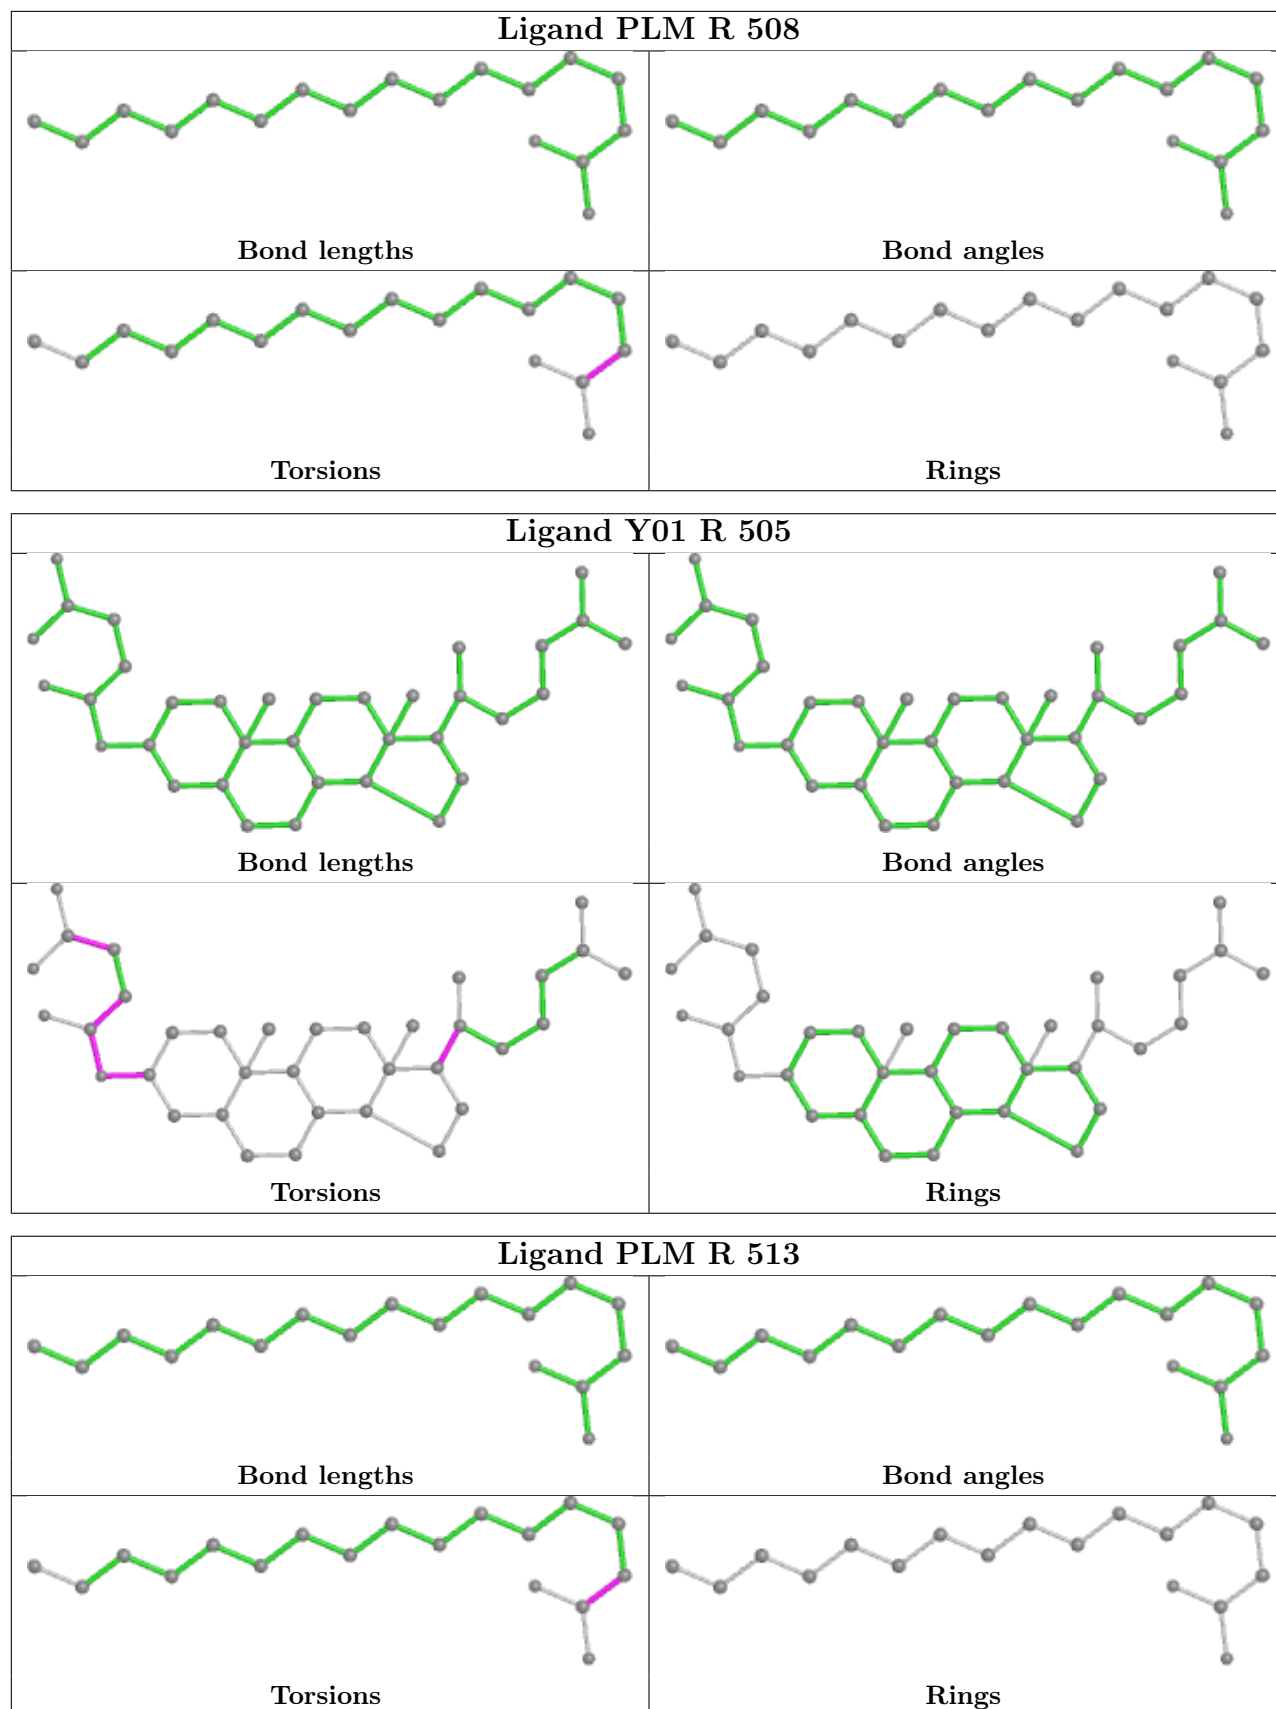 Ligand PLM R 508
Bond lengths
Bond angles
Torsions
Rings
Ligand Y01 R 505
Bond lengths
Bond angles
Torsions
Rings
Ligand PLM R 513
Bond lengths
Bond angles
Torsions
Rings